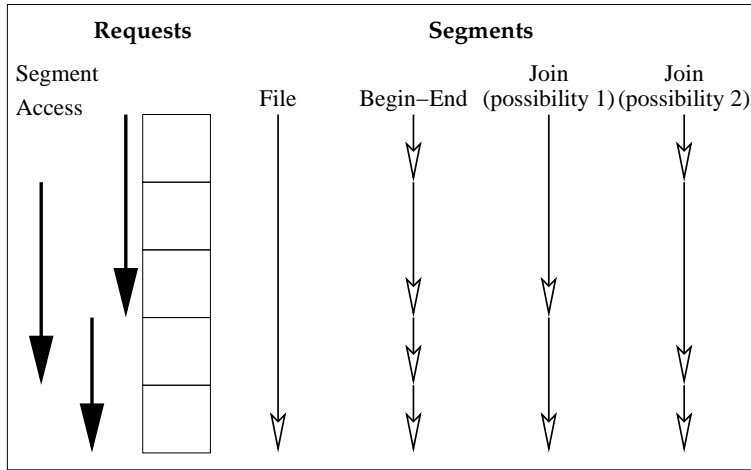 Requests
Segments
Segment
Access
File
Begin−End
Join
(possibility 1)
Join
(possibility 2)